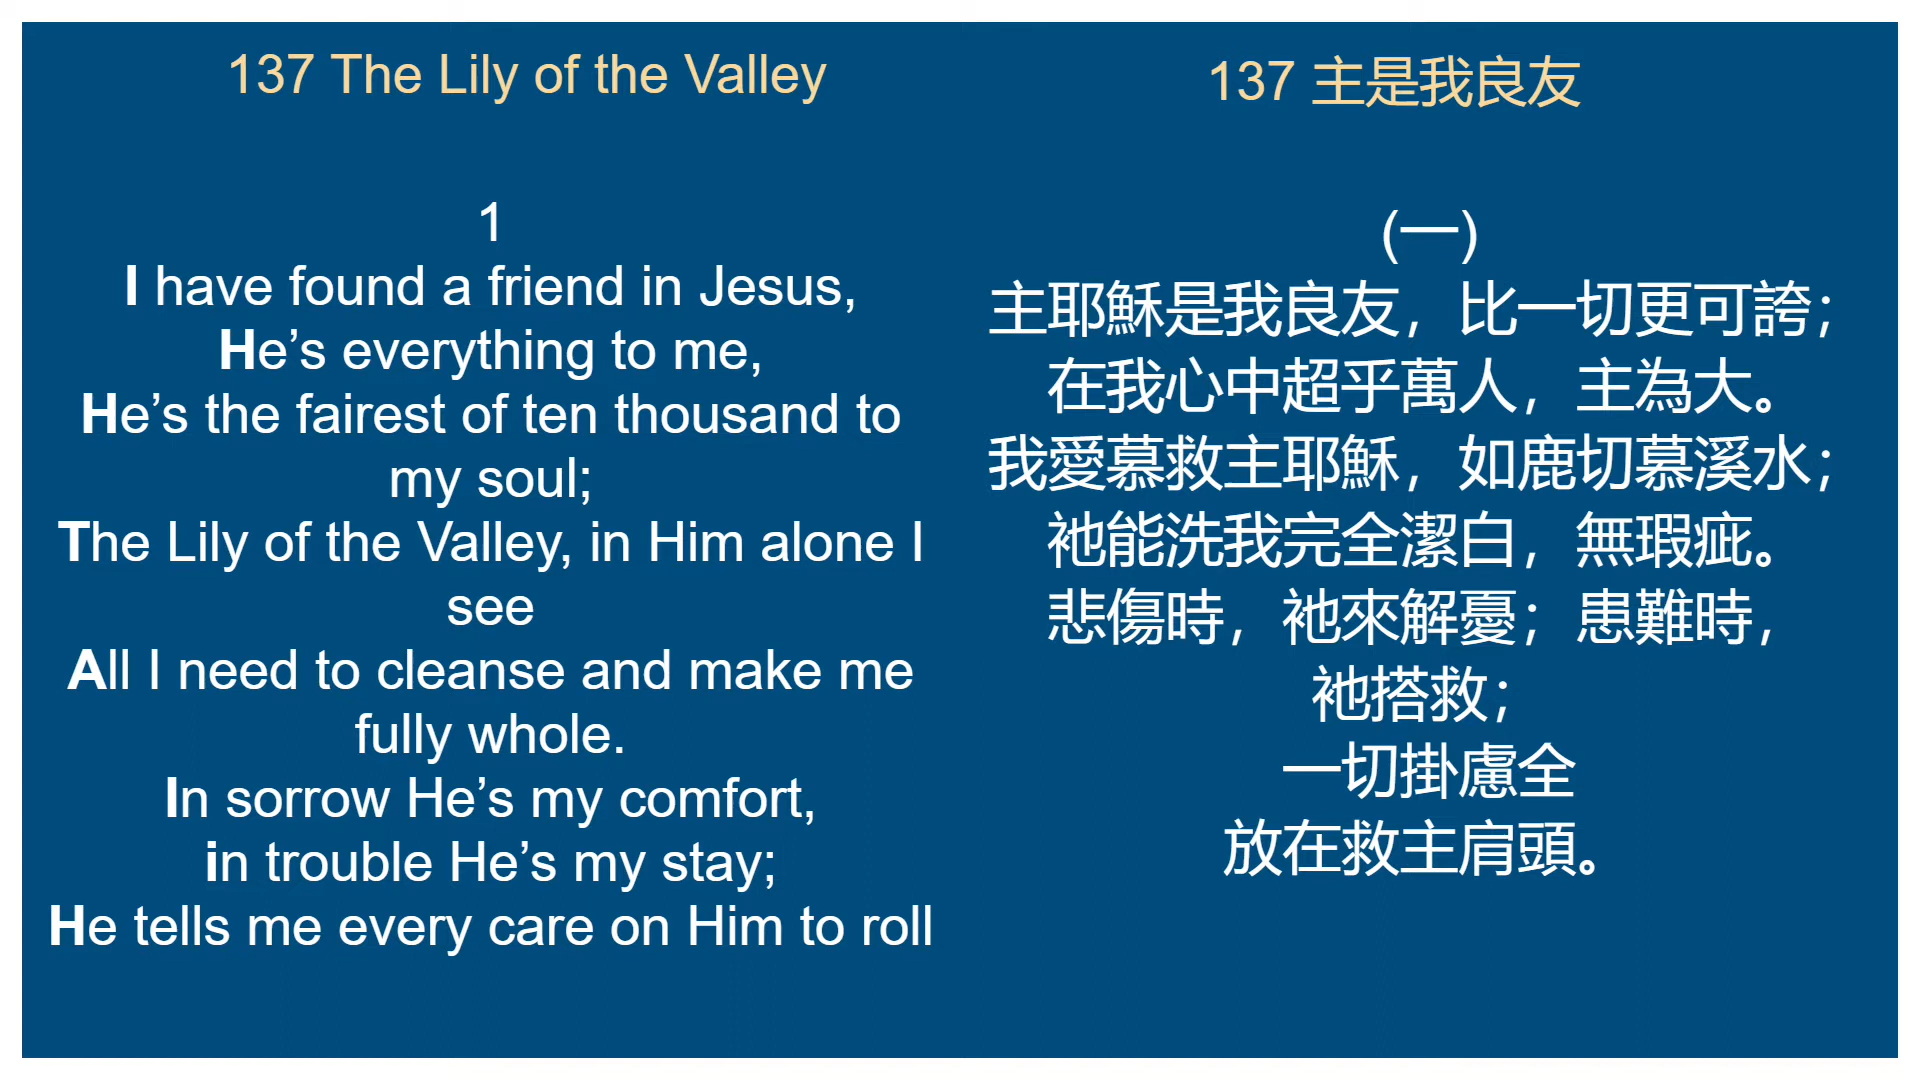 137 The Lily of the Valley
1
I have found a friend in Jesus,
He’s everything to me,
He’s the fairest of ten thousand to
my soul;
The Lily of the Valley, in Him alone I
see
All I need to cleanse and make me
fully whole.
In sorrow He’s my comfort,
in trouble He’s my stay;
He tells me every care on Him to roll
137 主是我良友
(一)
主耶穌是我良友，比一切更可誇；
在我心中超乎萬人，主為大。
我愛慕救主耶穌，如鹿切慕溪水；
祂能洗我完全潔白，無瑕疵。
悲傷時，祂來解憂；患難時，
祂搭救；
一切掛慮全
放在救主肩頭。